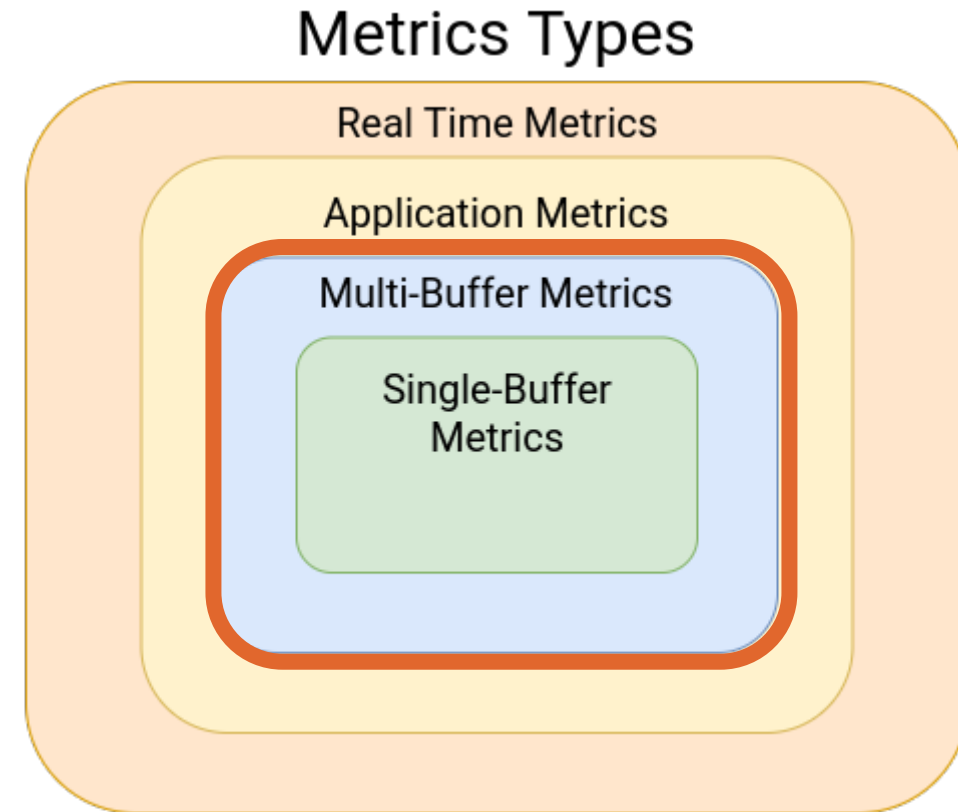 Metrics Types
Real Time Metrics
Application Metrics
Multi-Buffer Metrics
Single-Buffer
Metrics